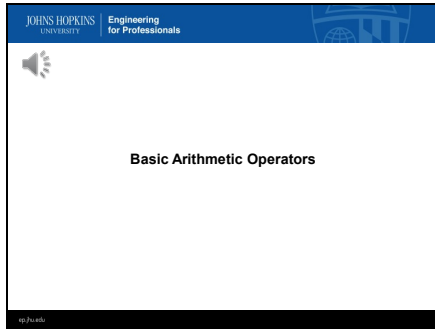 JOHNS HOPKINS
UNIVERSITY
Engineering
for Professionals
Basic Arithmetic Operators
ep.jhu.edu